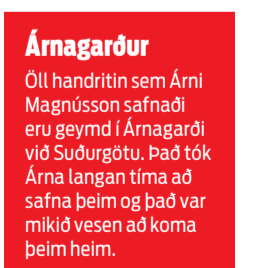 Árnagarður
Öll handritin sem Árni
Magnússon safnaði
eru geymd í Árnagarði
við Suðurgötu. Það tók
Árna langan tíma að
safna þeim og það var
mikið vesen að koma
þeim heim.